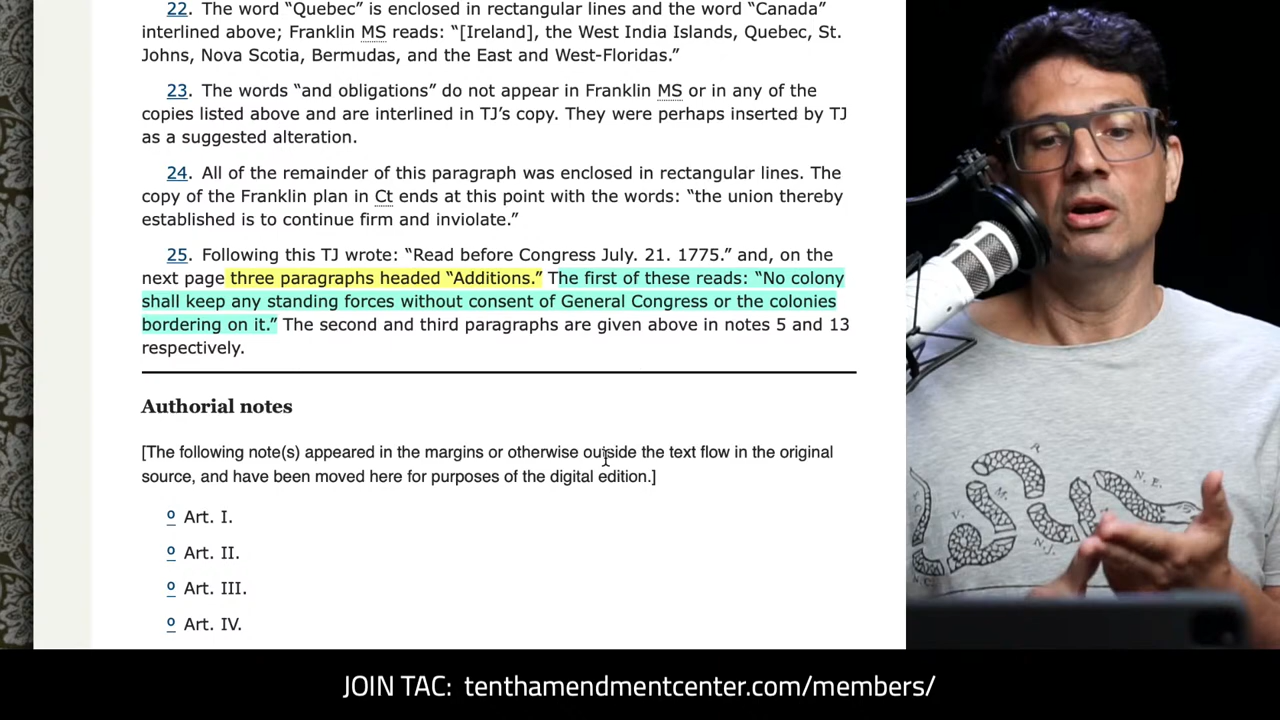 22. The word “Quebec” is enclosed in rectangular lines and the word “Canada”
interlined above; Franklin MS reads: “[Ireland], the West India Islands, Quebec, St.
Johns, Nova Scotia, Bermudas, and the East and West-Floridas.”
23. The words “and obligations” do not appear in Franklin MS or in any of the
copies listed above and are interlined in TJ’s copy. They were perhaps inserted by TJ
as a suggested alteration.
24. All of the remainder of this paragraph was enclosed in rectangular lines. The
copy of the Franklin plan in Ct ends at this point with the words: “the union thereby
established is to continue firm and inviolate.”
25. Following this TJ wrote: “Read before Congress July. 21. 1775.” and, on the
next page three paragraphs headed “Additions.” The first of these reads: “No colony
shall keep any standing forces without consent of General Congress or the colonies
bordering on it.” The second and third paragraphs are given above in notes 5 and 13
respectively.
Authorial notes
[The following note(s) appeared in the margins or otherwise outside the text flow in the original
source, and have been moved here for purposes of the digital edition.]
o Art. I.
o Art. II.
o Art. III.
o Art. IV.
R.
N. E.
M.
V.
N.J.
JOIN TAC: tenthamendmentcenter.com/members/